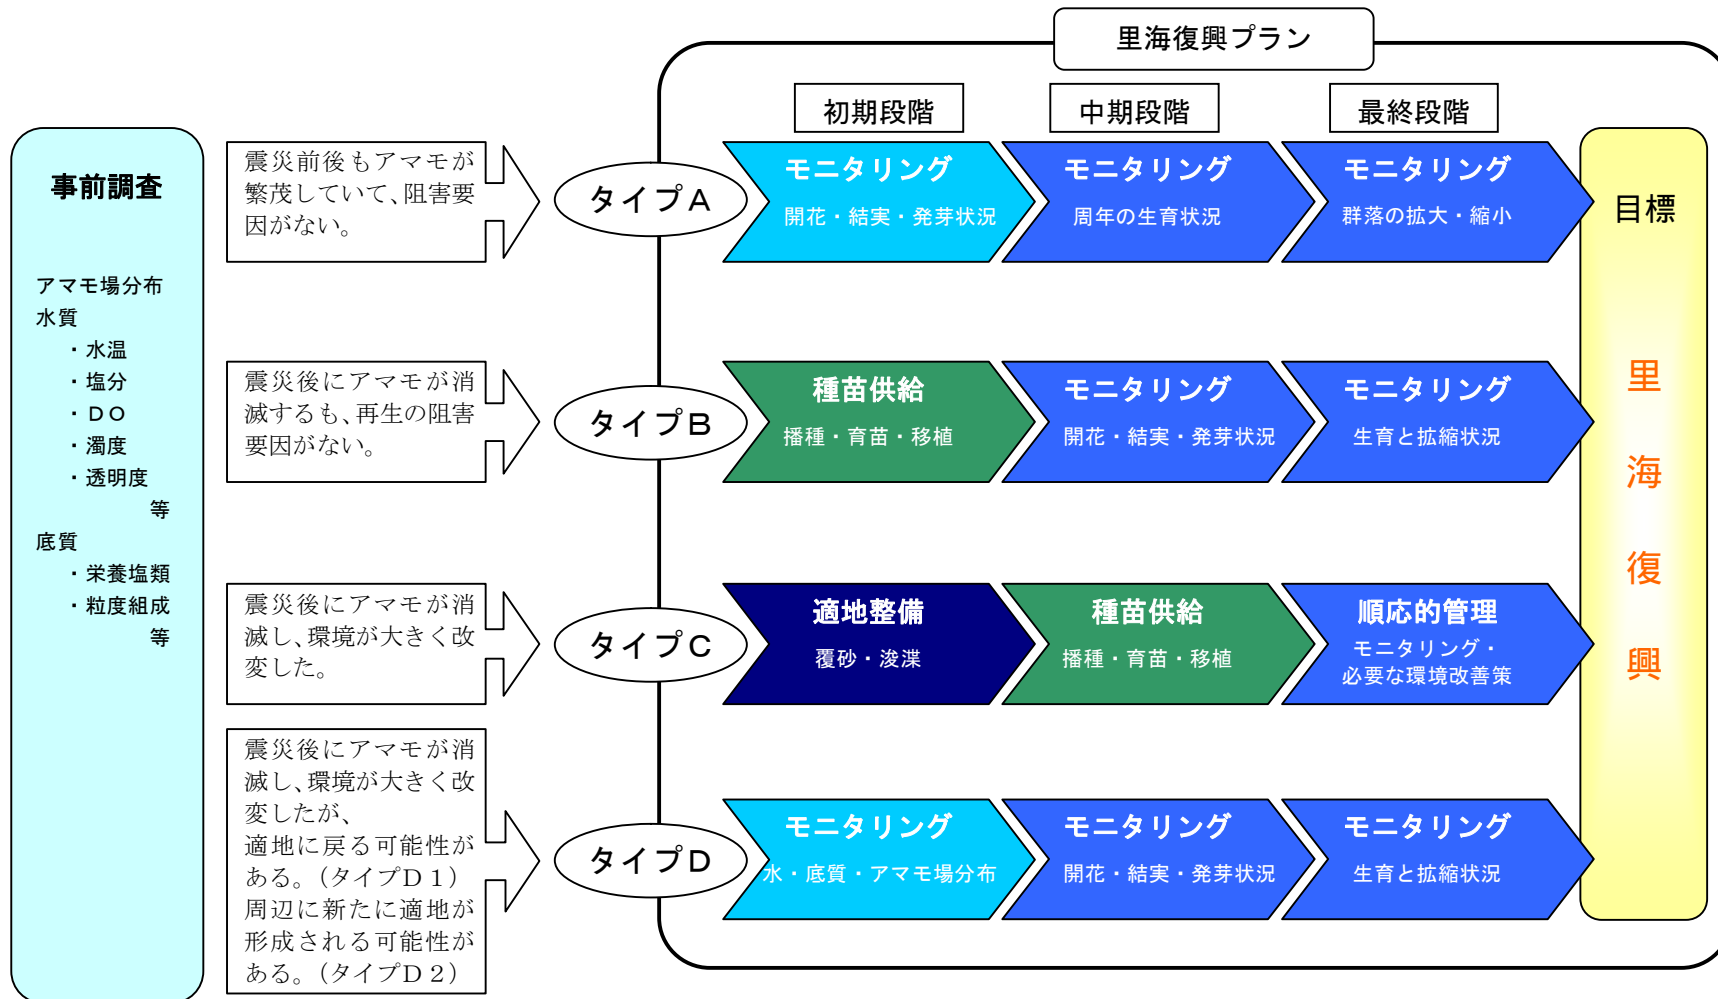 里海復興プラン
初期段階
中期段階
最終段階
事前調査
アマモ場分布
水質
・水温
・塩分
・DO
・濁度
・透明度
等
底質
・栄養塩類
・粒度組成
等
震災前後もアマモが
繁茂していて、阻害要
因がない。
タイプA
モニタリング
開花・結実・発芽状況
モニタリング
周年の生育状況
モニタリング
群落の拡大・縮小
震災後にアマモが消
滅するも、再生の阻害
要因がない。
タイプB
種苗供給
播種・育苗・移植
モニタリング
開花・結実・発芽状況
モニタリング
生育と拡縮状況
震災後にアマモが消
滅し、環境が大きく改
変した。
タイプC
適地整備
覆砂・浚渫
種苗供給
播種・育苗・移植
順応的管理
モニタリング・
必要な環境改善策
震災後にアマモが消
滅し、環境が大きく改
変したが、
適地に戻る可能性が
ある。(タイプD1)
周辺に新たに適地が
形成される可能性が
ある。(タイプD2)
タイプD
モニタリング
水・底質・アマモ場分布
モニタリング
開花・結実・発芽状況
モニタリング
生育と拡縮状況
目標
里
海
復
興